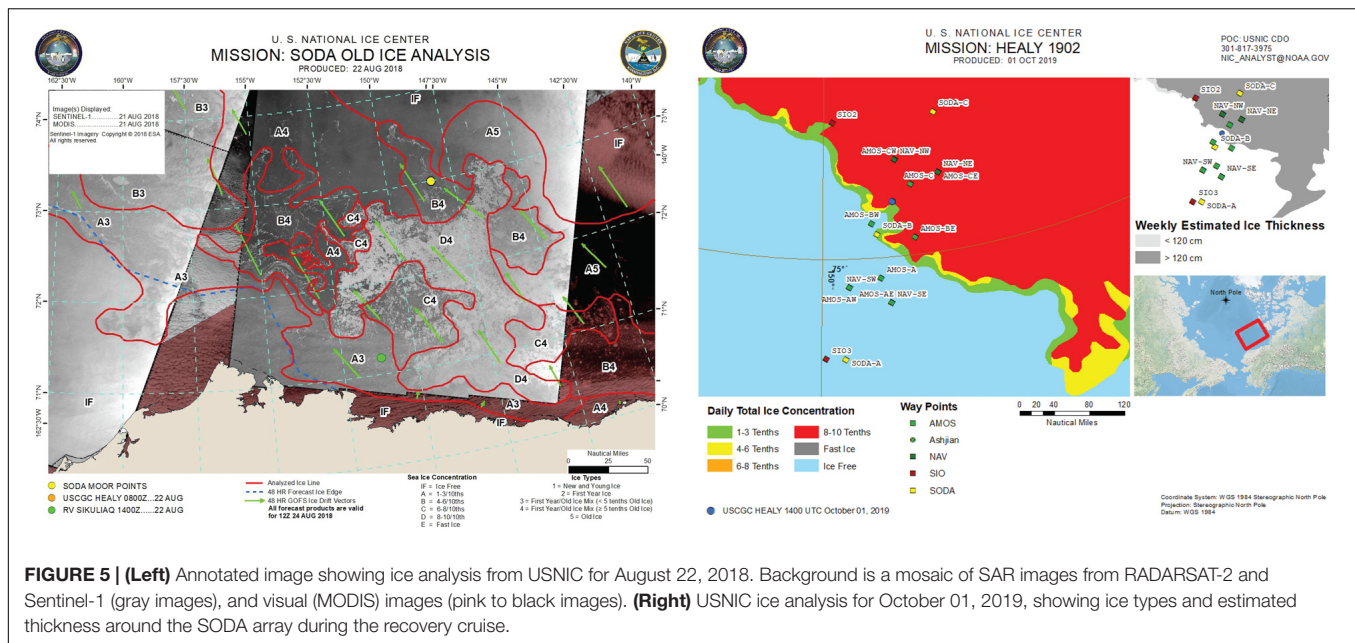 U. S. NATIONAL ICE CENTER
MISSION: SODA OLD ICE ANALYSIS
PRODUCED: 22 AUG 2018
162°30'W
160°W
157°30'W
155°W
152°30'W
150°W
147°30'W
145°W
142°30'W
140°W
Image(s) Displayed:
SENTINEL-1................21 AUG 2018
MODIS.......................21 AUG 2018
Sentinel-1 Imagery Copyright © 2018 ESA.
All rights reserved.
74°N
73°N
72°N
71°N
162°30'W
74°N
140°W
73°N
72°N
71°N
70°N
B3
IF
A4
A5
IF
B3
B4
B4
C4
A3
C4
D4
B4
A4
A5
A3
C4
C4
A3
B4
D4
IF
IF
A3
A4
IF
SODA MOOR POINTS
USCGC HEALY 0800Z...22 AUG
RV SIKULIAQ 1400Z......22 AUG
Analyzed Ice Line
48 HR Forecast Ice Edge
48 HR GOFS Ice Drift Vectors
All forecast products are valid
for 12Z 24 AUG 2018
Sea Ice Concentration
IF = Ice Free
A = 1-3/10ths
B = 4-6/10ths
C = 6-8/10ths
D = 8-10/10th
E = Fast Ice
Nautical Miles
0 25 50
Ice Types
1 = New and Young Ice
2 = First Year Ice
3 = First Year/Old Ice Mix (< 5 tenths Old Ice)
4 = First Year/Old Ice Mix (≥ 5 tenths Old Ice)
5 = Old Ice
U. S. NATIONAL ICE CENTER
MISSION: HEALY 1902
PRODUCED: 01 OCT 2019
POC: USNIC CDO
301-817-3975
NIC_ANALYST@NOAA.GOV
SODA-C
SIO2
AMOS-CW NAV-NW
NAV-NE
AMOS-C AMOS-CE
AMOS-BW
SODA-B
AMOS-BE
75°
150°
AMOS-A
NAV-SW
AMOS-AW AMOS-AE NAV-SE
SIO3
SODA-A
SIO2
SODA-C
NAV-NW
NAV-NE
SODA-B
NAV-SW
NAV-SE
SIO3
SODA-A
Weekly Estimated Ice Thickness
< 120 cm
> 120 cm
North Pole
Daily Total Ice Concentration
1-3 Tenths
4-6 Tenths
6-8 Tenths
8-10 Tenths
Fast Ice
Ice Free
Way Points
AMOS
Ashjian
NAV
SIO
SODA
0 20 40 80 120
Nautical Miles
USCGC HEALY 1400 UTC October 01, 2019
Coordinate System: WGS 1984 Stereographic North Pole
Projection: Stereographic North Pole
Datum: WGS 1984
FIGURE 5 | (Left) Annotated image showing ice analysis from USNIC for August 22, 2018. Background is a mosaic of SAR images from RADARSAT-2 and
Sentinel-1 (gray images), and visual (MODIS) images (pink to black images). (Right) USNIC ice analysis for October 01, 2019, showing ice types and estimated
thickness around the SODA array during the recovery cruise.